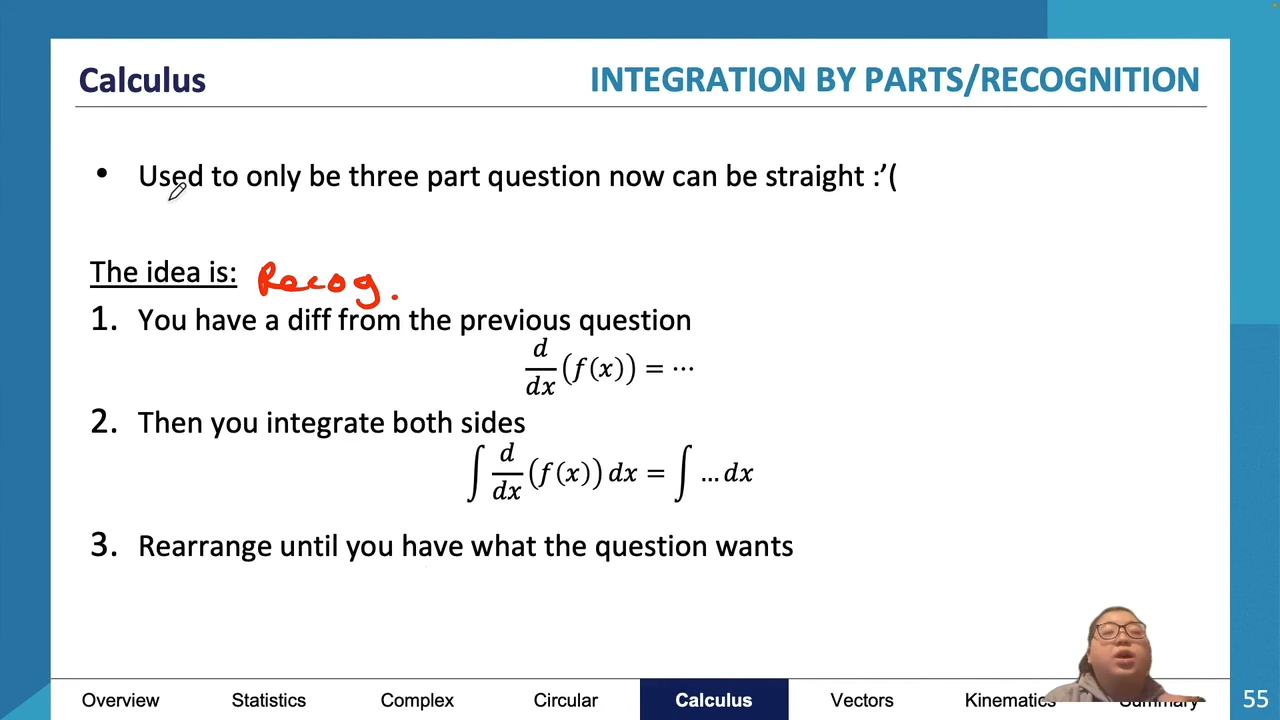 Calculus
INTEGRATION BY PARTS/RECOGNITION
• Used to only be three part question now can be straight :’(
The idea is: Recog.
1. You have a diff from the previous question
d/dx (f(x)) = ⋯
2. Then you integrate both sides
∫ d/dx (f(x)) dx = ∫ … dx
3. Rearrange until you have what the question wants
Overview Statistics Complex Circular Calculus Vectors Kinematics Summary 55